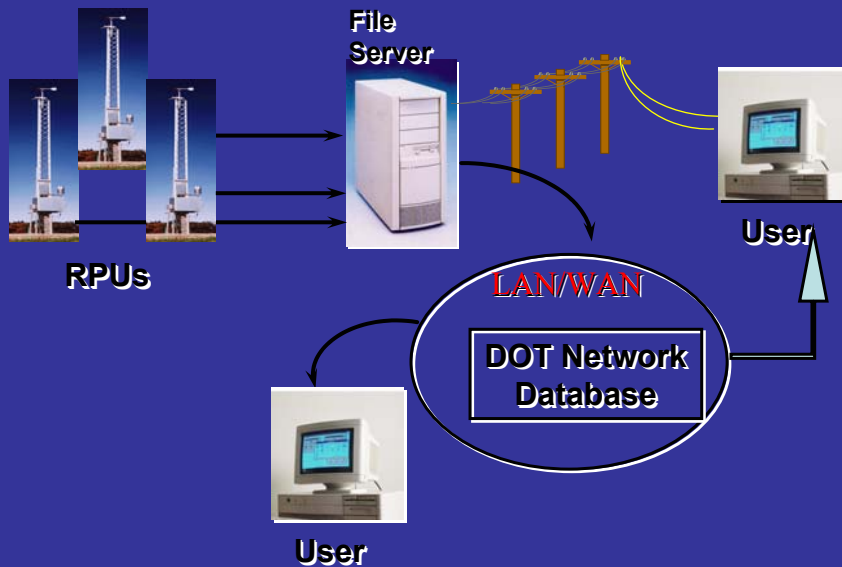 File
Server
RPUs
User
LAN/WAN
DOT Network
Database
User